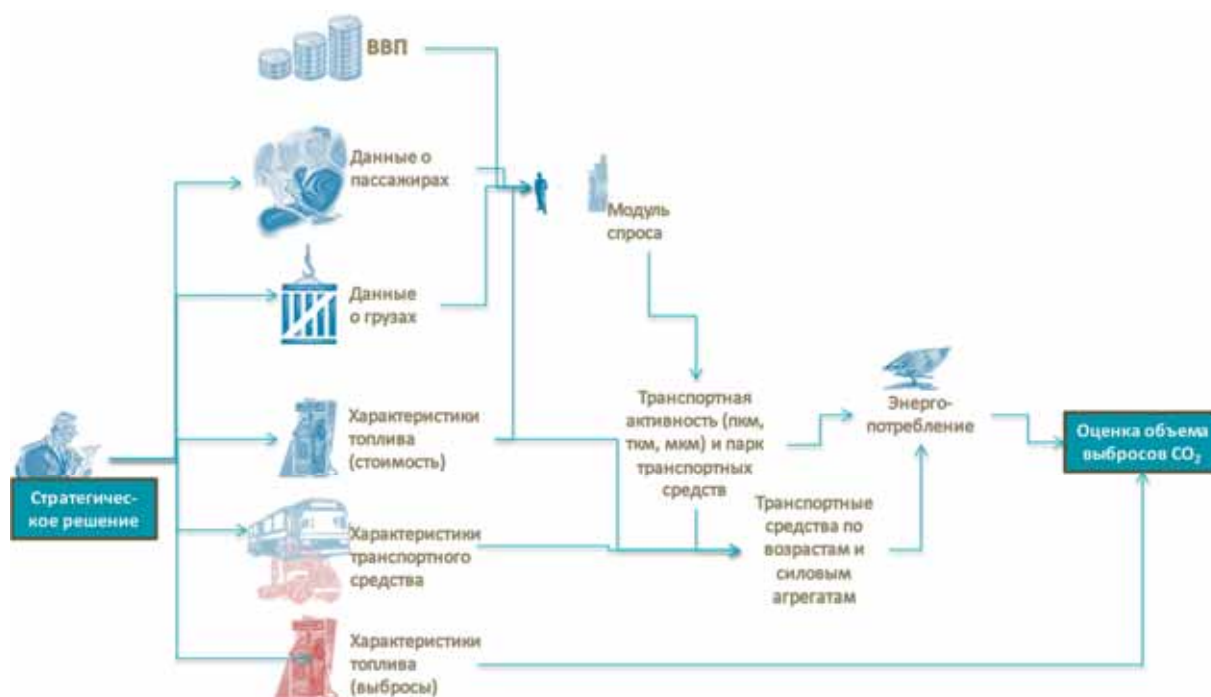 ВВП
Данные о
пассажирах
Модуль
спроса
Данные
о грузах
Характеристики
топлива
(стоимость)
Транспортная
активность (пкм,
ткм, мкм) и парк
транспортных
средств
Энерго-
потребление
Оценка объема
выбросов CO₂
Стратегичес-
кое решение
Характеристики
транспортного
средства
Транспортные
средства по
возрастам и
силовым
агрегатам
Характеристики
топлива
(выбросы)